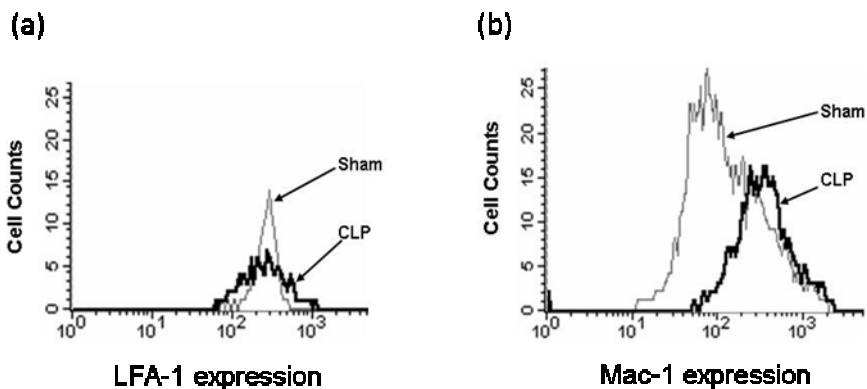 (a)
Cell Counts
25
20
15
10
5
0
Sham
CLP
10⁰ 10¹ 10² 10³
LFA-1 expression
(b)
Cell Counts
25
20
15
10
5
0
Sham
CLP
10⁰ 10¹ 10² 10³
Mac-1 expression